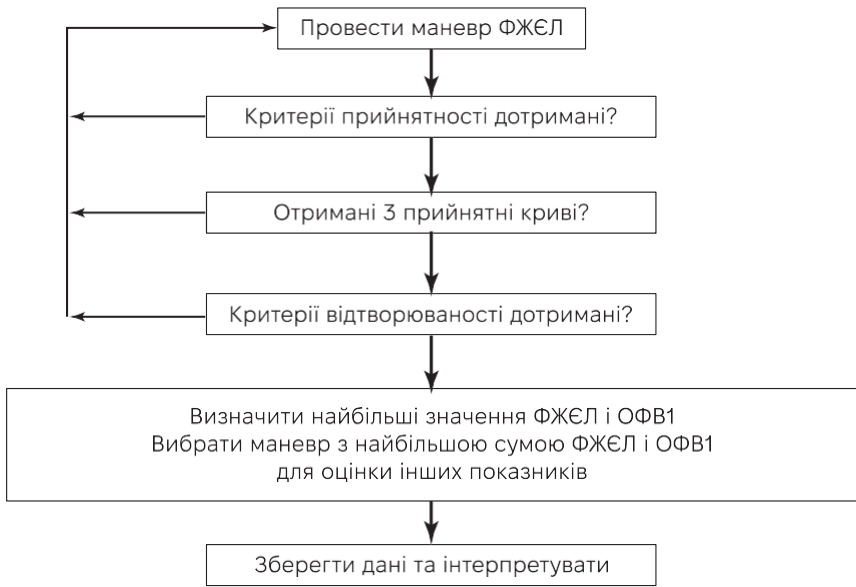 Провести маневр ФЖЄЛ
Критерії прийнятності дотримані?
Отримані 3 прийнятні криві?
Критерії відтворюваності дотримані?
Визначити найбільші значення ФЖЄЛ і ОФВ1
Вибрати маневр з найбільшою сумою ФЖЄЛ і ОФВ1
для оцінки інших показників
Зберегти дані та інтерпретувати